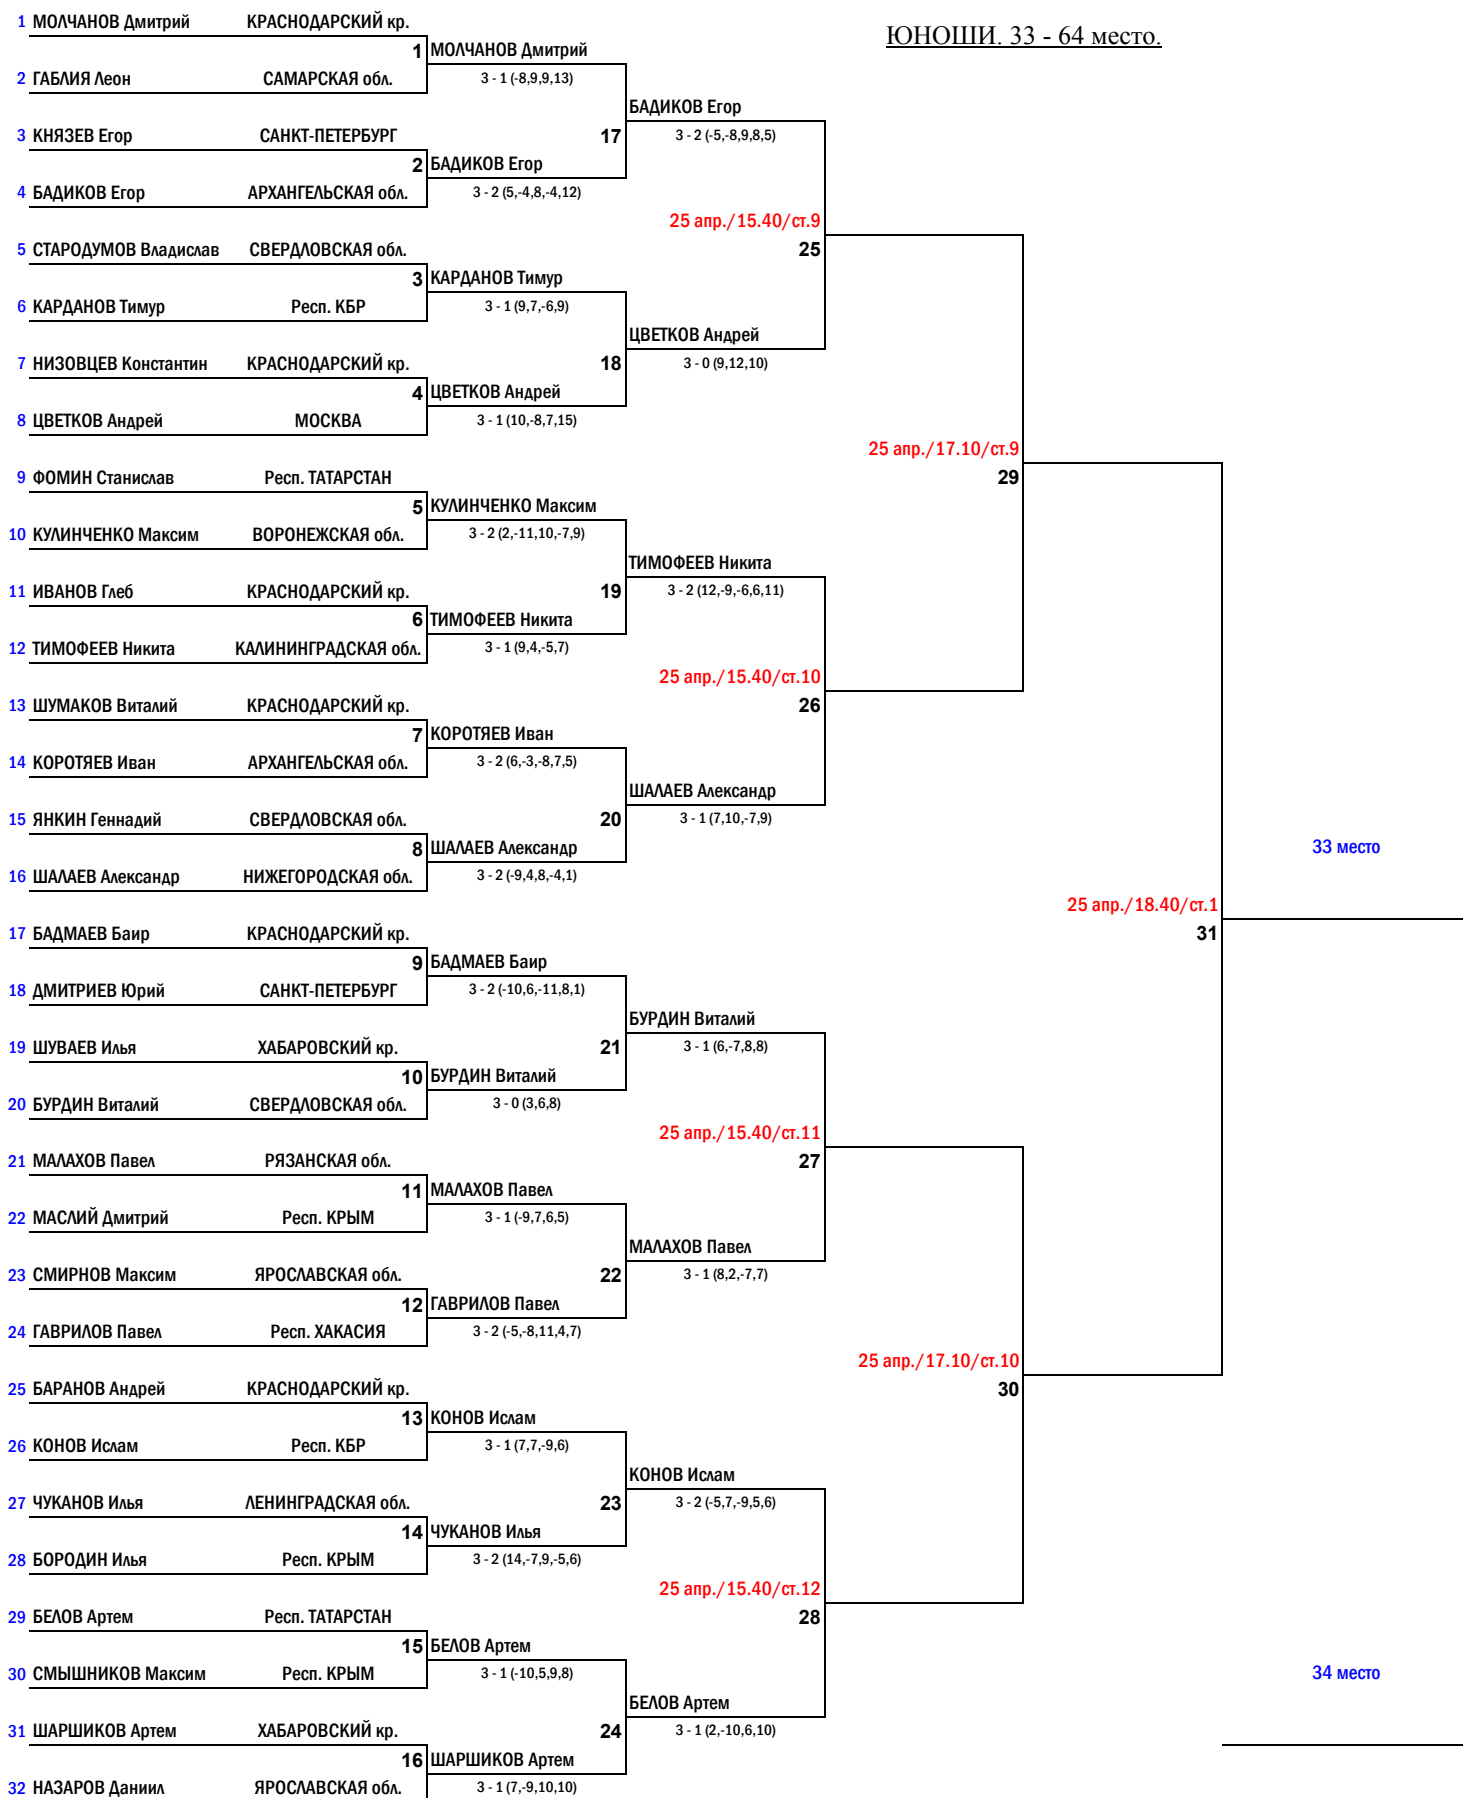 1 МОЛЧАНОВ Дмитрий КРАСНОДАРСКИЙ кр.
ЮНОШИ. 33 - 64 место.
1 МОЛЧАНОВ Дмитрий
2 ГАБЛИЯ Леон САМАРСКАЯ обл. 3 - 1 (-8,9,9,13)
БАДИКОВ Егор
3 КНЯЗЕВ Егор САНКТ-ПЕТЕРБУРГ 17 3 - 2 (-5,-8,9,8,5)
2 БАДИКОВ Егор
4 БАДИКОВ Егор АРХАНГЕЛЬСКАЯ обл. 3 - 2 (5,-4,8,-4,12)
25 апр./15.40/ст.9
5 СТАРОДУМОВ Владислав СВЕРДЛОВСКАЯ обл. 25
3 КАРДАНОВ Тимур
6 КАРДАНОВ Тимур Респ. КБР 3 - 1 (9,7,-6,9)
ЦВЕТКОВ Андрей
7 НИЗОВЦЕВ Константин КРАСНОДАРСКИЙ кр. 18 3 - 0 (9,12,10)
4 ЦВЕТКОВ Андрей
8 ЦВЕТКОВ Андрей МОСКВА 3 - 1 (10,-8,7,15)
25 апр./17.10/ст.9
9 ФОМИН Станислав Респ. ТАТАРСТАН 29
5 КУЛИНЧЕНКО Максим
10 КУЛИНЧЕНКО Максим ВОРОНЕЖСКАЯ обл. 3 - 2 (2,-11,10,-7,9)
ТИМОФЕЕВ Никита
11 ИВАНОВ Глеб КРАСНОДАРСКИЙ кр. 19 3 - 2 (12,-9,-6,6,11)
6 ТИМОФЕЕВ Никита
12 ТИМОФЕЕВ Никита КАЛИНИНГРАДСКАЯ обл. 3 - 1 (9,4,-5,7)
25 апр./15.40/ст.10
13 ШУМАКОВ Виталий КРАСНОДАРСКИЙ кр. 26
7 КОРОТЯЕВ Иван
14 КОРОТЯЕВ Иван АРХАНГЕЛЬСКАЯ обл. 3 - 2 (6,-3,-8,7,5)
ШАЛАЕВ Александр
15 ЯНКИН Геннадий СВЕРДЛОВСКАЯ обл. 20 3 - 1 (7,10,-7,9)
8 ШАЛАЕВ Александр 33 место
16 ШАЛАЕВ Александр НИЖЕГОРОДСКАЯ обл. 3 - 2 (-9,4,8,-4,1)
25 апр./18.40/ст.1
17 БАДМАЕВ Баир КРАСНОДАРСКИЙ кр. 31
9 БАДМАЕВ Баир
18 ДМИТРИЕВ Юрий САНКТ-ПЕТЕРБУРГ 3 - 2 (-10,6,-11,8,1)
БУРДИН Виталий
19 ШУВАЕВ Илья ХАБАРОВСКИЙ кр. 21 3 - 1 (6,-7,8,8)
10 БУРДИН Виталий
20 БУРДИН Виталий СВЕРДЛОВСКАЯ обл. 3 - 0 (3,6,8)
25 апр./15.40/ст.11
21 МАЛАХОВ Павел РЯЗАНСКАЯ обл. 27
11 МАЛАХОВ Павел
22 МАСЛИЙ Дмитрий Респ. КРЫМ 3 - 1 (-9,7,6,5)
МАЛАХОВ Павел
23 СМИРНОВ Максим ЯРОСЛАВСКАЯ обл. 22 3 - 1 (8,2,-7,7)
12 ГАВРИЛОВ Павел
24 ГАВРИЛОВ Павел Респ. ХАКАСИЯ 3 - 2 (-5,-8,11,4,7)
25 апр./17.10/ст.10
25 БАРАНОВ Андрей КРАСНОДАРСКИЙ кр. 30
13 КОНОВ Ислам
26 КОНОВ Ислам Респ. КБР 3 - 1 (7,7,-9,6)
КОНОВ Ислам
27 ЧУКАНОВ Илья ЛЕНИНГРАДСКАЯ обл. 23 3 - 2 (-5,7,-9,5,6)
14 ЧУКАНОВ Илья
28 БОРОДИН Илья Респ. КРЫМ 3 - 2 (14,-7,9,-5,6)
25 апр./15.40/ст.12
29 БЕЛОВ Артем Респ. ТАТАРСТАН 28
15 БЕЛОВ Артем
30 СМЫШНИКОВ Максим Респ. КРЫМ 3 - 1 (-10,5,9,8) 34 место
БЕЛОВ Артем
31 ШАРШИКОВ Артем ХАБАРОВСКИЙ кр. 24 3 - 1 (2,-10,6,10)
16 ШАРШИКОВ Артем
32 НАЗАРОВ Даниил ЯРОСЛАВСКАЯ обл. 3 - 1 (7,-9,10,10)